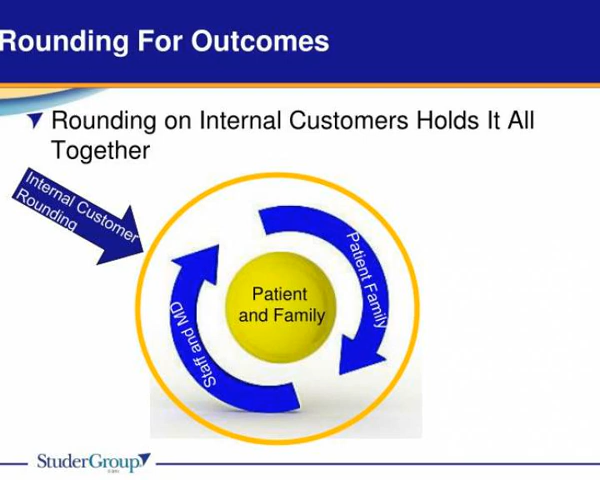 Rounding For Outcomes
Rounding on Internal Customers Holds It All
Together
Internal Customer
Rounding
Patient Family
Patient
and Family
Staff and MD
StuderGroup